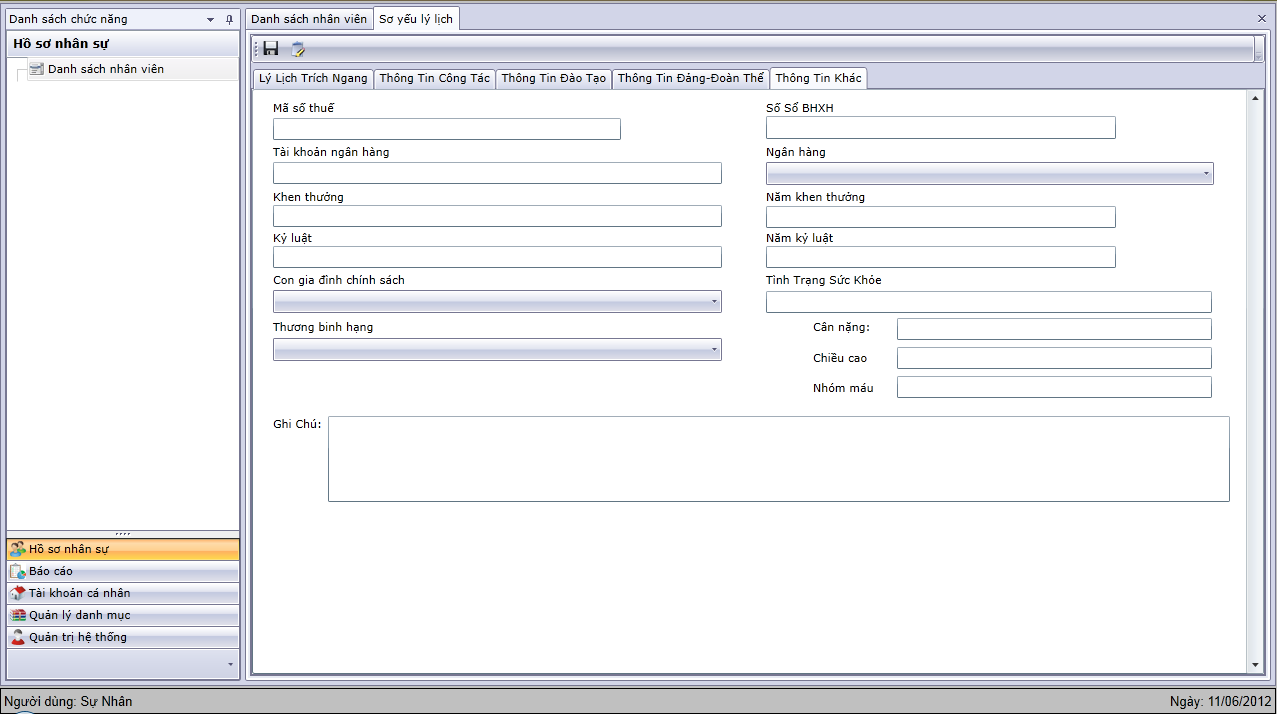 Danh sách chức năng
Hồ sơ nhân sự
Danh sách nhân viên
Hồ sơ nhân sự
Báo cáo
Tài khoản cá nhân
Quản lý danh mục
Quản trị hệ thống
Danh sách nhân viên
Sơ yếu lý lịch
Lý Lịch Trích Ngang
Thông Tin Công Tác
Thông Tin Đào Tạo
Thông Tin Đảng-Đoàn Thể
Thông Tin Khác
Mã số thuế
Số Sổ BHXH
Tài khoản ngân hàng
Ngân hàng
Khen thưởng
Năm khen thưởng
Kỷ luật
Năm kỷ luật
Con gia đình chính sách
Tình Trạng Sức Khỏe
Thương binh hạng
Cân nặng:
Chiều cao
Nhóm máu
Ghi Chú:
Người dùng: Sự Nhân
Ngày: 11/06/2012